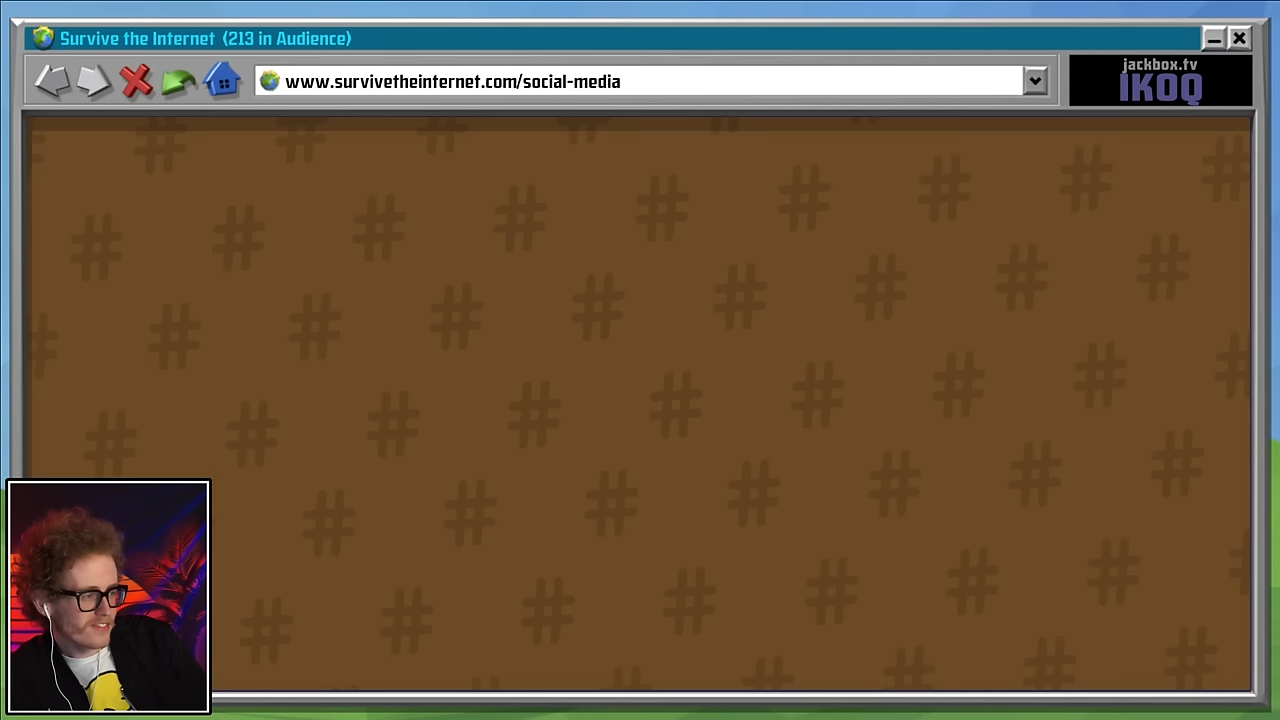 Survive the Internet (213 in Audience)
www.survivetheinternet.com/social-media
jackbox.tv
IKOQ